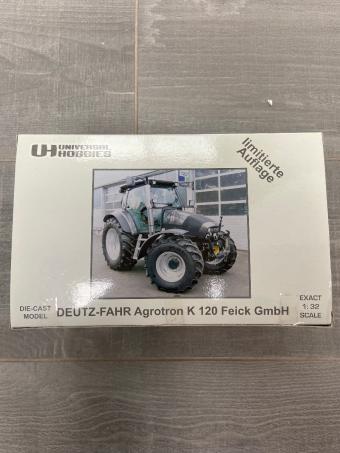 UH UNIVERSAL
HOBBIES
limitierte
Auflage
DIE-CAST
MODEL
DEUTZ-FAHR Agrotron K 120 Feick GmbH
EXACT
1:32
SCALE